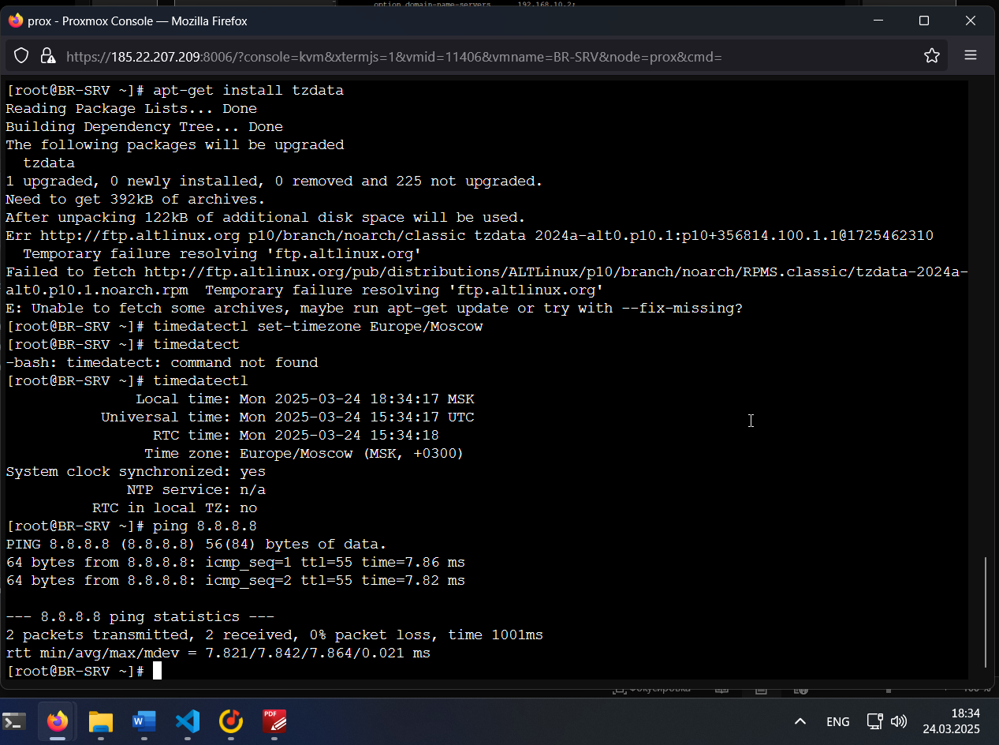 option domain-name-servers 192.168.10.2;
prox - Proxmox Console — Mozilla Firefox
https://185.22.207.209:8006/?console=kvm&xtermjs=1&vmid=11406&vmname=BR-SRV&node=prox&cmd=
[root@BR-SRV ~]# apt-get install tzdata
Reading Package Lists... Done
Building Dependency Tree... Done
The following packages will be upgraded
  tzdata
1 upgraded, 0 newly installed, 0 removed and 225 not upgraded.
Need to get 392kB of archives.
After unpacking 122kB of additional disk space will be used.
Err http://ftp.altlinux.org p10/branch/noarch/classic tzdata 2024a-alt0.p10.1:p10+356814.100.1.1@1725462310
  Temporary failure resolving 'ftp.altlinux.org'
Failed to fetch http://ftp.altlinux.org/pub/distributions/ALTLinux/p10/branch/noarch/RPMS.classic/tzdata-2024a-
alt0.p10.1.noarch.rpm  Temporary failure resolving 'ftp.altlinux.org'
E: Unable to fetch some archives, maybe run apt-get update or try with --fix-missing?
[root@BR-SRV ~]# timedatectl set-timezone Europe/Moscow
[root@BR-SRV ~]# timedatect
-bash: timedatect: command not found
[root@BR-SRV ~]# timedatectl
               Local time: Mon 2025-03-24 18:34:17 MSK
           Universal time: Mon 2025-03-24 15:34:17 UTC
                 RTC time: Mon 2025-03-24 15:34:18
                Time zone: Europe/Moscow (MSK, +0300)
System clock synchronized: yes
              NTP service: n/a
          RTC in local TZ: no
[root@BR-SRV ~]# ping 8.8.8.8
PING 8.8.8.8 (8.8.8.8) 56(84) bytes of data.
64 bytes from 8.8.8.8: icmp_seq=1 ttl=55 time=7.86 ms
64 bytes from 8.8.8.8: icmp_seq=2 ttl=55 time=7.82 ms
--- 8.8.8.8 ping statistics ---
2 packets transmitted, 2 received, 0% packet loss, time 1001ms
rtt min/avg/max/mdev = 7.821/7.842/7.864/0.021 ms
[root@BR-SRV ~]#
PDF
W
ENG
18:34
24.03.2025